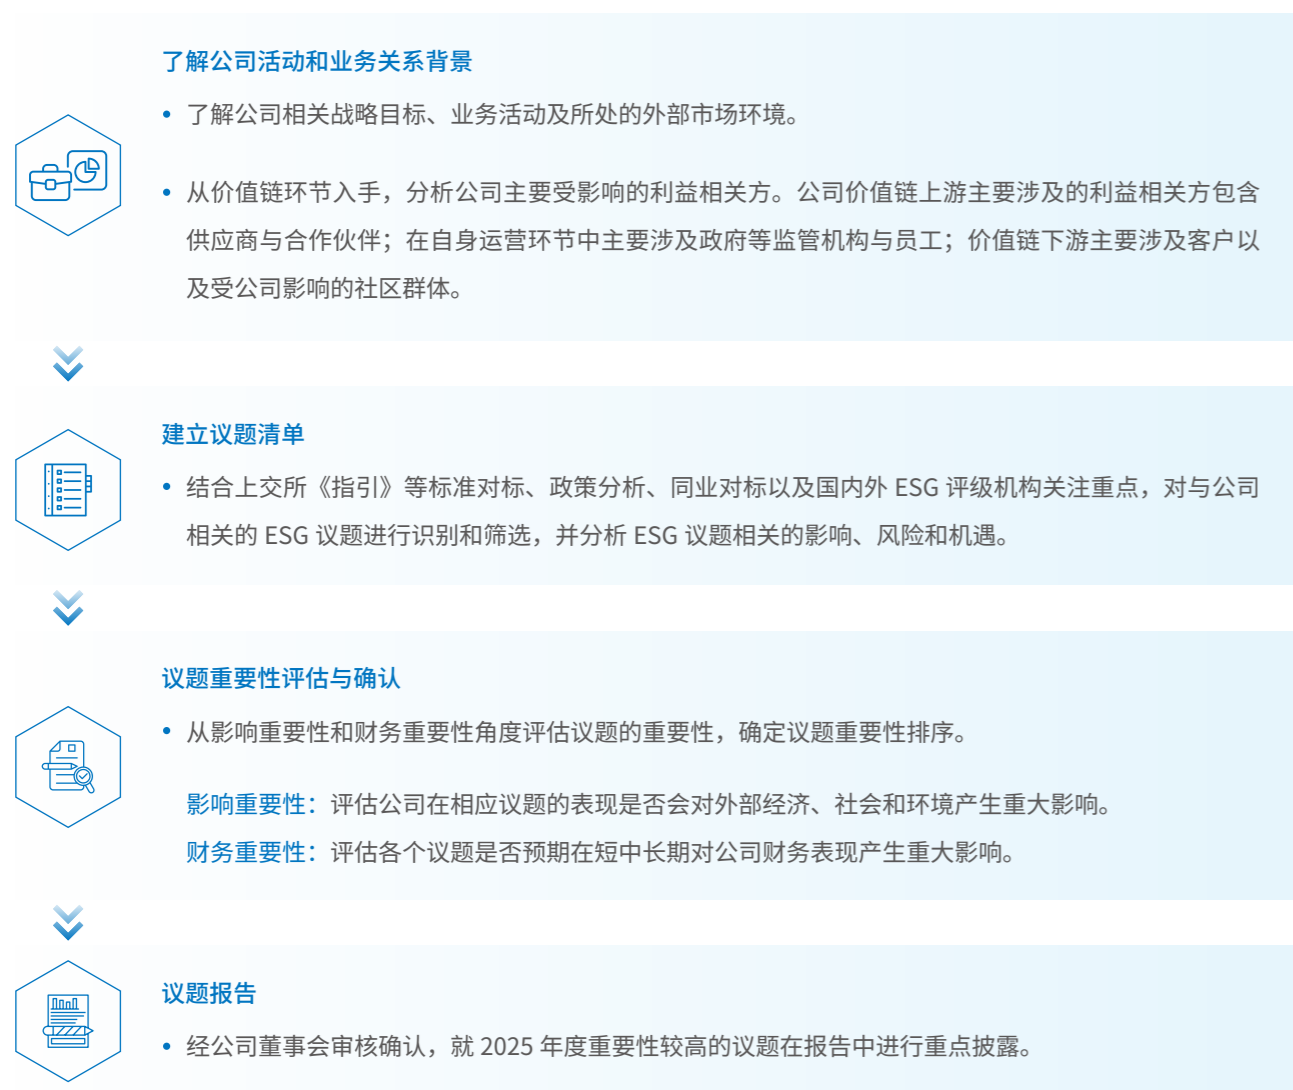 了解公司活动和业务关系背景
• 了解公司相关战略目标、业务活动及所处的外部市场环境。
• 从价值链环节入手，分析公司主要受影响的利益相关方。公司价值链上游主要涉及的利益相关方包含
供应商与合作伙伴；在自身运营环节中主要涉及政府等监管机构与员工；价值链下游主要涉及客户以
及受公司影响的社区群体。
建立议题清单
• 结合上交所《指引》等标准对标、政策分析、同业对标以及国内外 ESG 评级机构关注重点，对与公司
相关的 ESG 议题进行识别和筛选，并分析 ESG 议题相关的影响、风险和机遇。
议题重要性评估与确认
• 从影响重要性和财务重要性角度评估议题的重要性，确定议题重要性排序。
影响重要性：评估公司在相应议题的表现是否会对外部经济、社会和环境产生重大影响。
财务重要性：评估各个议题是否预期在短中长期对公司财务表现产生重大影响。
议题报告
• 经公司董事会审核确认，就 2025 年度重要性较高的议题在报告中进行重点披露。